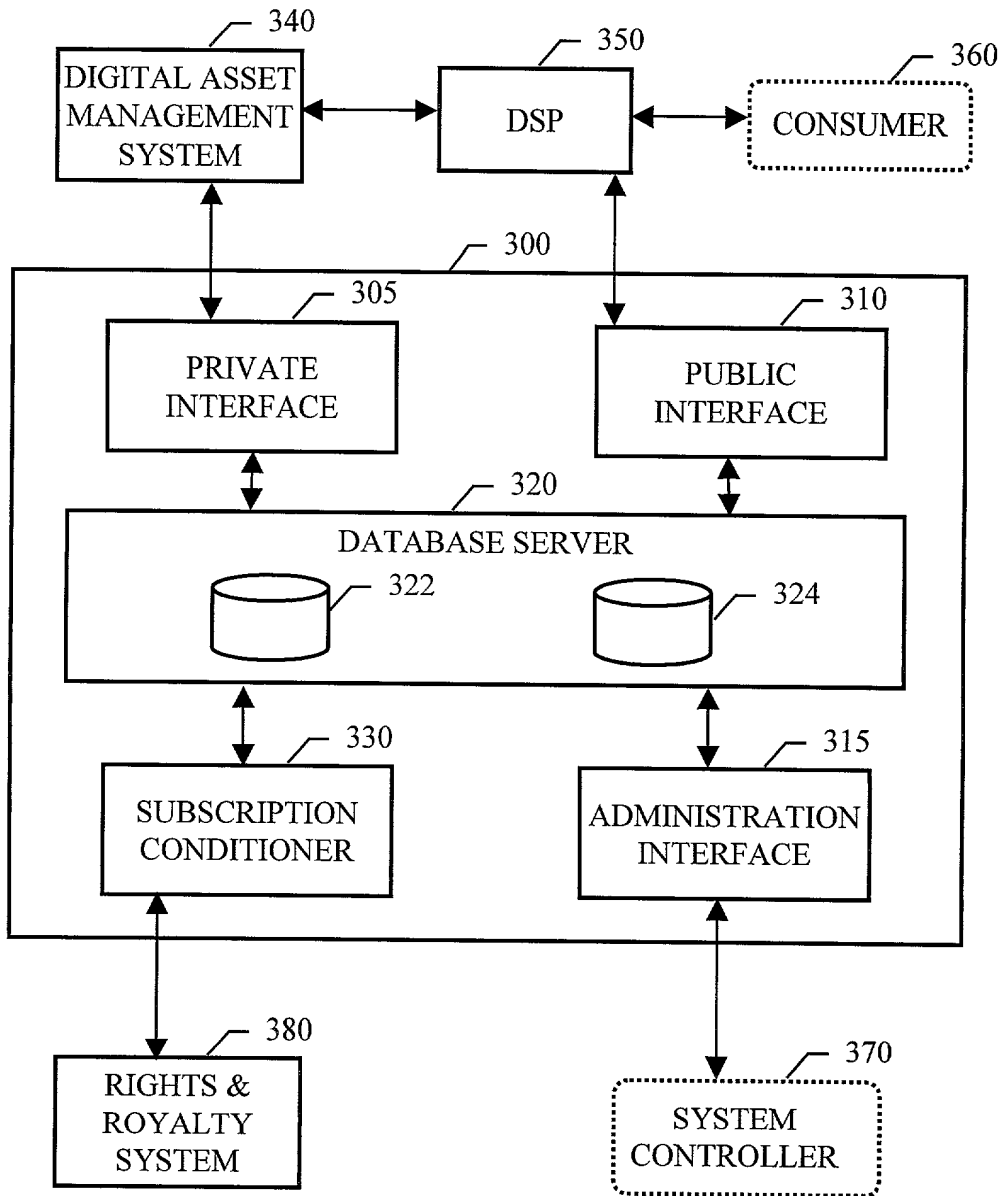 340
350
360
DIGITAL ASSET
MANAGEMENT
SYSTEM
DSP
CONSUMER
300
305
310
PRIVATE
INTERFACE
PUBLIC
INTERFACE
320
DATABASE SERVER
322
324
330
315
SUBSCRIPTION
CONDITIONER
ADMINISTRATION
INTERFACE
380
370
RIGHTS &
ROYALTY
SYSTEM
SYSTEM
CONTROLLER